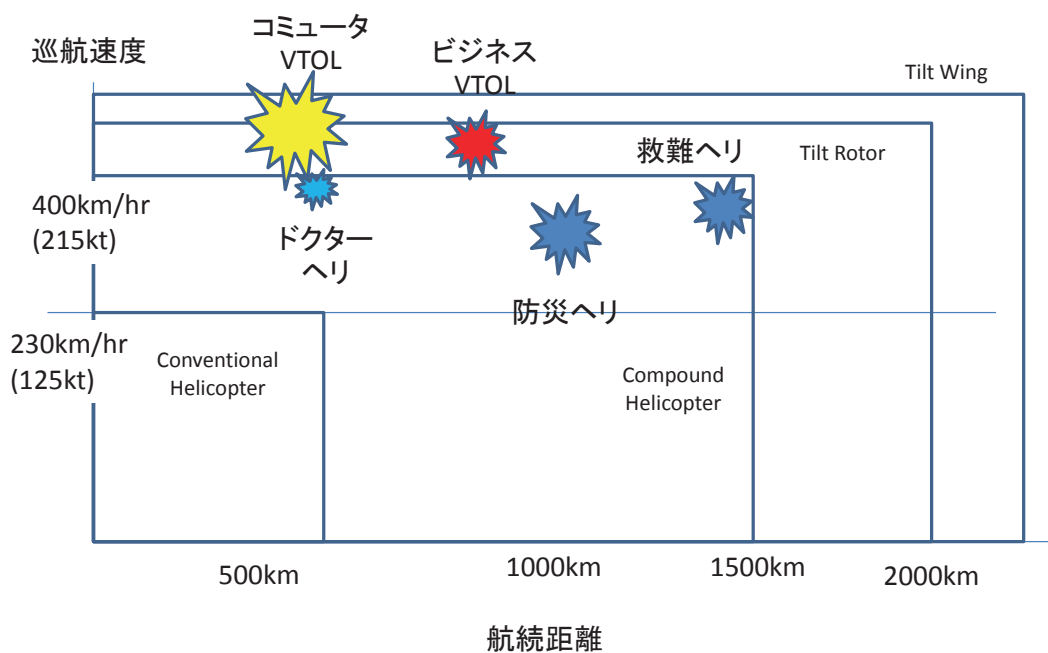 コミュータ
VTOL
巡航速度
ビジネス
VTOL
Tilt Wing
救難ヘリ
Tilt Rotor
400km/hr
(215kt)
ドクター
ヘリ
防災ヘリ
230km/hr
(125kt)
Conventional
Helicopter
Compound
Helicopter
500km
1000km
1500km
2000km
航続距離